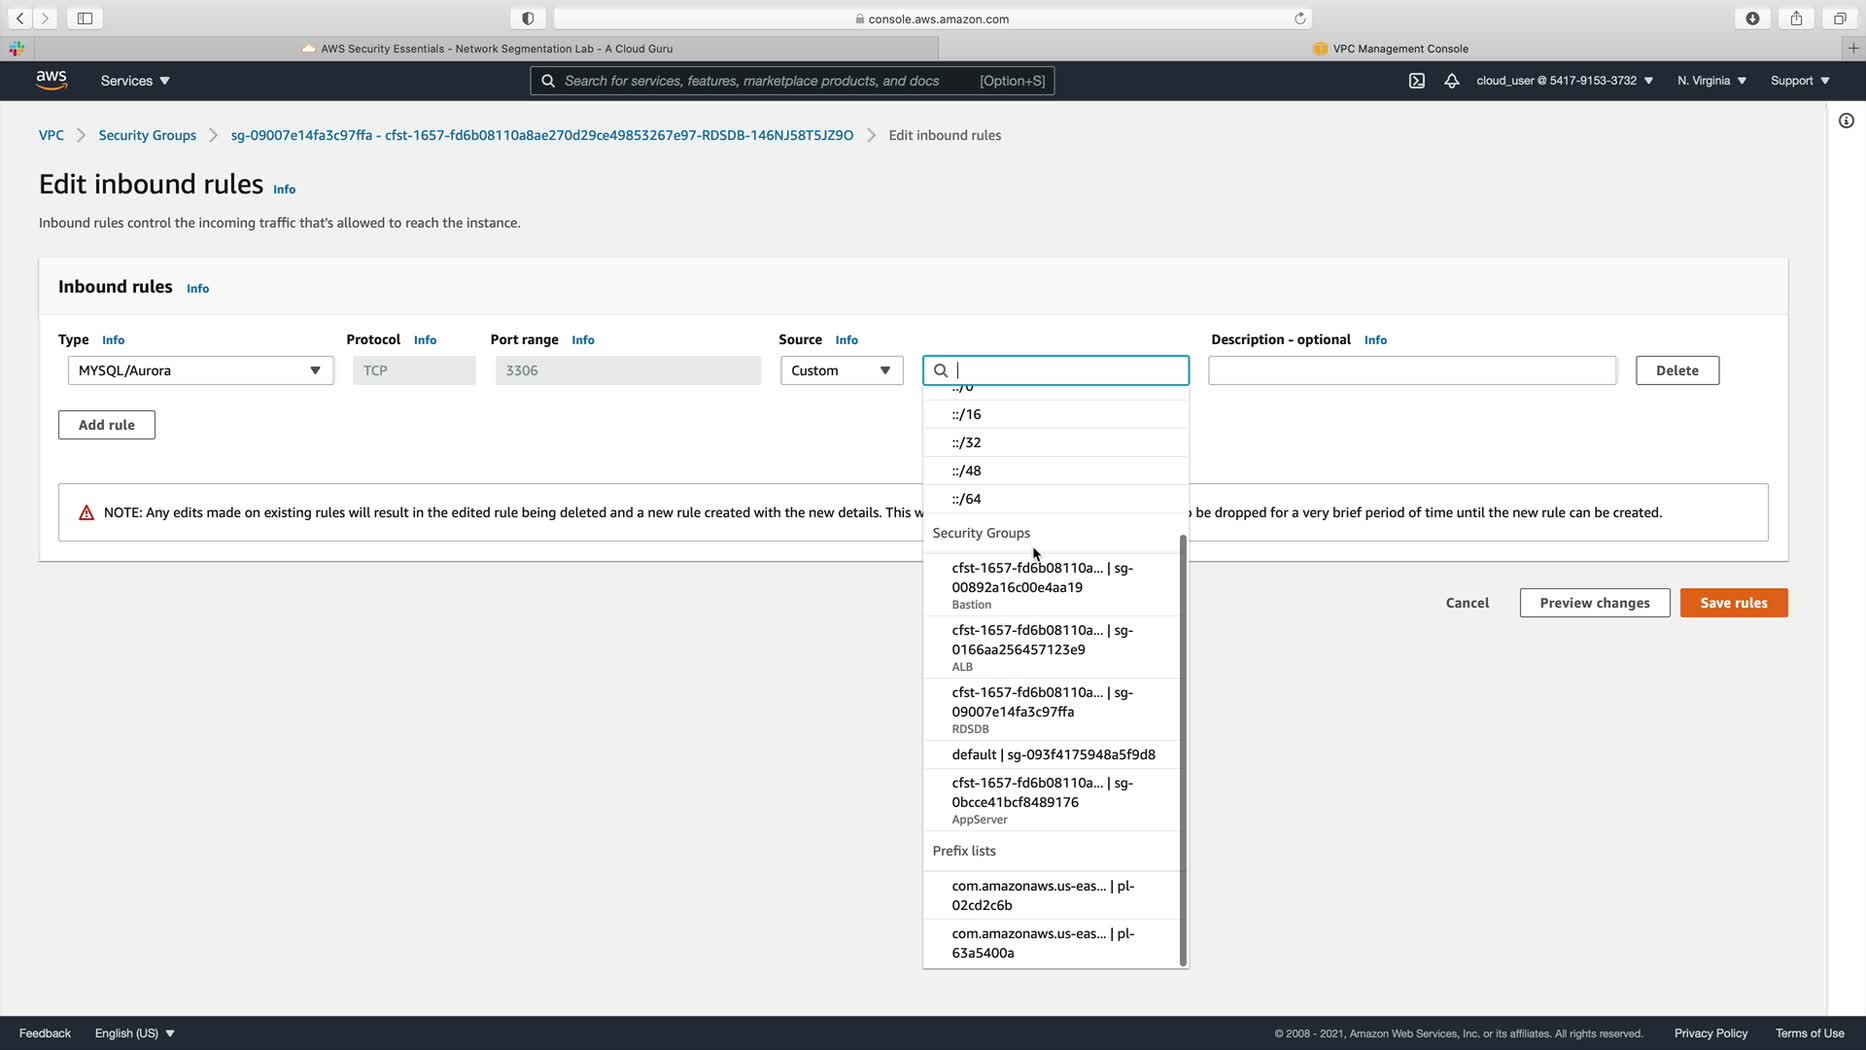 console.aws.amazon.com
AWS Security Essentials - Network Segmentation Lab - A Cloud Guru
VPC Management Console
aws
Services
Search for services, features, marketplace products, and docs [Option+S]
cloud_user @ 5417-9153-3732
N. Virginia
Support
VPC
Security Groups
sg-09007e14fa3c97ffa - cfst-1657-fd6b08110a8ae270d29ce49853267e97-RDSDB-146NJ58T5JZ9O
Edit inbound rules
Edit inbound rules Info
Inbound rules control the incoming traffic that's allowed to reach the instance.
Inbound rules Info
Type Info
Protocol Info
Port range Info
Source Info
Description - optional Info
MYSQL/Aurora
TCP
3306
Custom
Delete
::/0
::/16
::/32
::/48
::/64
Add rule
NOTE: Any edits made on existing rules will result in the edited rule being deleted and a new rule created with the new details. This w
be dropped for a very brief period of time until the new rule can be created.
Security Groups
cfst-1657-fd6b08110a... | sg-
00892a16c00e4aa19
Bastion
cfst-1657-fd6b08110a... | sg-
0166aa256457123e9
ALB
cfst-1657-fd6b08110a... | sg-
09007e14fa3c97ffa
RDSDB
default | sg-093f4175948a5f9d8
cfst-1657-fd6b08110a... | sg-
0bcce41bcf8489176
AppServer
Prefix lists
com.amazonaws.us-eas... | pl-
02cd2c6b
com.amazonaws.us-eas... | pl-
63a5400a
Cancel
Preview changes
Save rules
Feedback
English (US)
© 2008 - 2021, Amazon Web Services, Inc. or its affiliates. All rights reserved.
Privacy Policy
Terms of Use